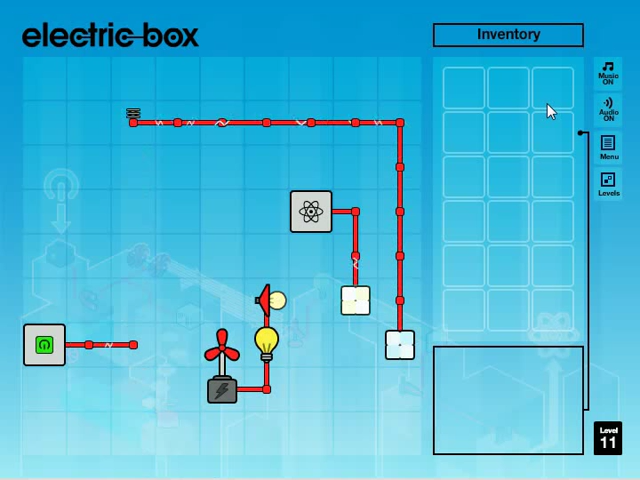 electric box
Inventory
Music
ON
Audio
ON
Menu
Levels
Level
11